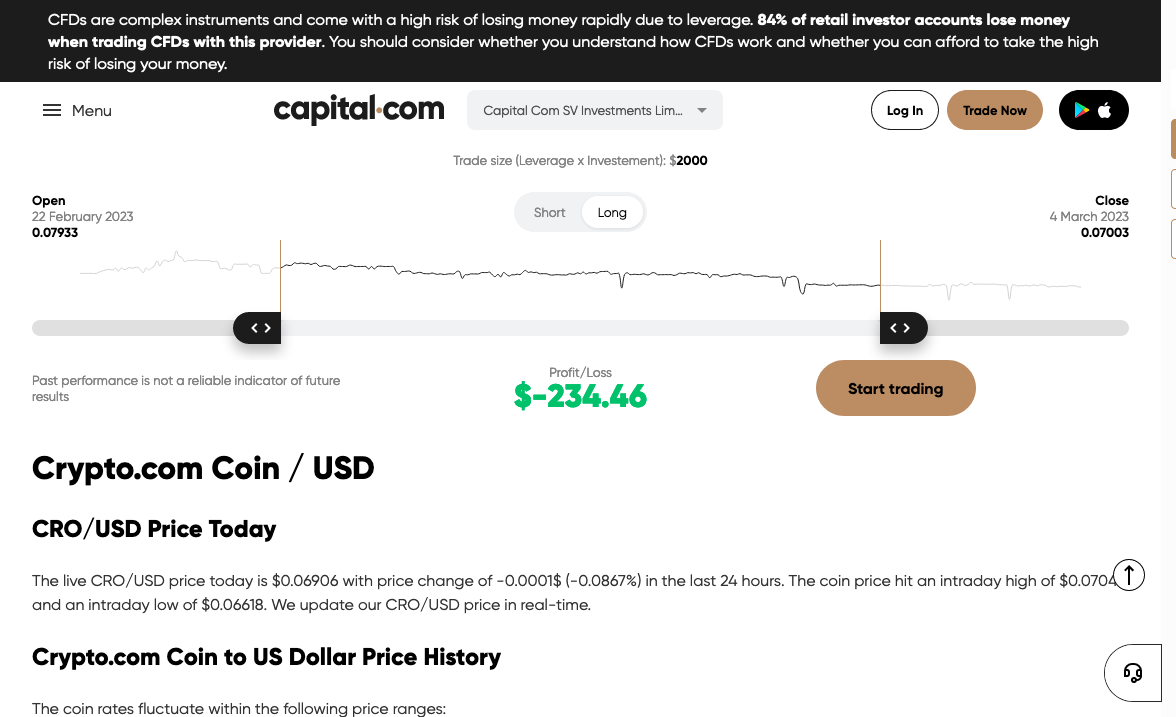 CFDs are complex instruments and come with a high risk of losing money rapidly due to leverage. 84% of retail investor accounts lose money
when trading CFDs with this provider. You should consider whether you understand how CFDs work and whether you can afford to take the high
risk of losing your money.
Menu
capital.com
Capital Com SV Investments Lim...
Log In
Trade Now
Trade size (Leverage x Investement): $2000
Open
22 February 2023
0.07933
Short
Long
Close
4 March 2023
0.07003
Past performance is not a reliable indicator of future
results
Profit/Loss
$-234.46
Start trading
Crypto.com Coin / USD
CRO/USD Price Today
The live CRO/USD price today is $0.06906 with price change of -0.0001$ (-0.0867%) in the last 24 hours. The coin price hit an intraday high of $0.0704
and an intraday low of $0.06618. We update our CRO/USD price in real-time.
Crypto.com Coin to US Dollar Price History
The coin rates fluctuate within the following price ranges: